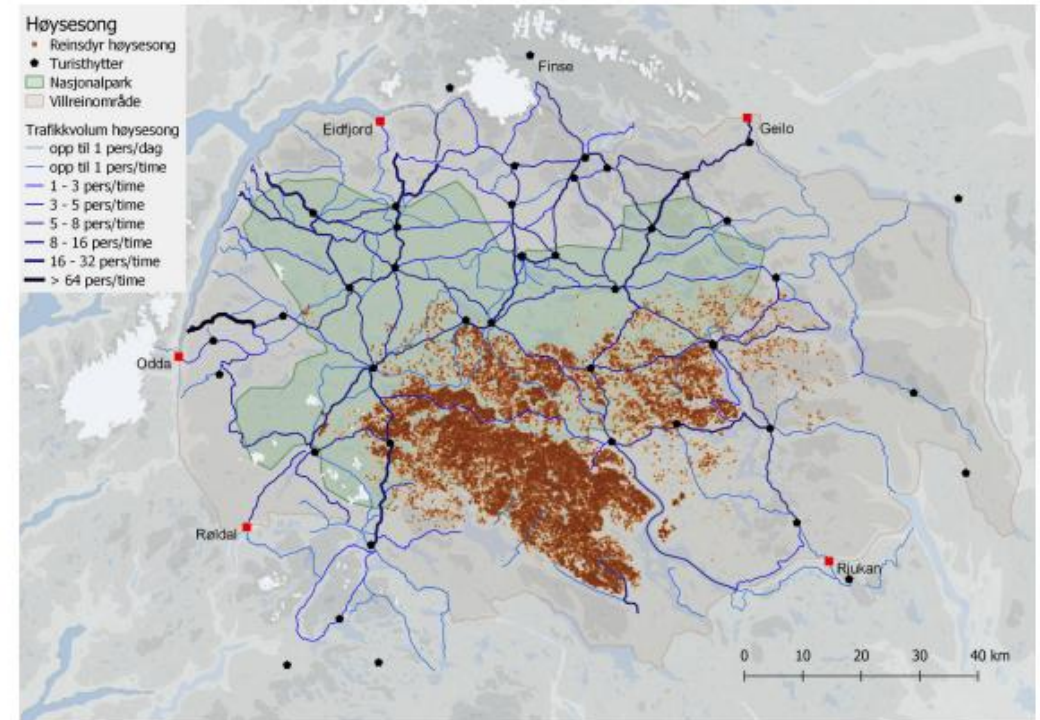 Høysesong
Reinsdyr høysesong
Turisthytter
Nasjonalpark
Villreinområde
Trafikkvolum høysesong
opp til 1 pers/dag
opp til 1 pers/time
1 - 3 pers/time
3 - 5 pers/time
5 - 8 pers/time
8 - 16 pers/time
16 - 32 pers/time
> 64 pers/time
Finse
Eidfjord
Geilo
Odda
Røldal
Rjukan
0 10 20 30 40 km